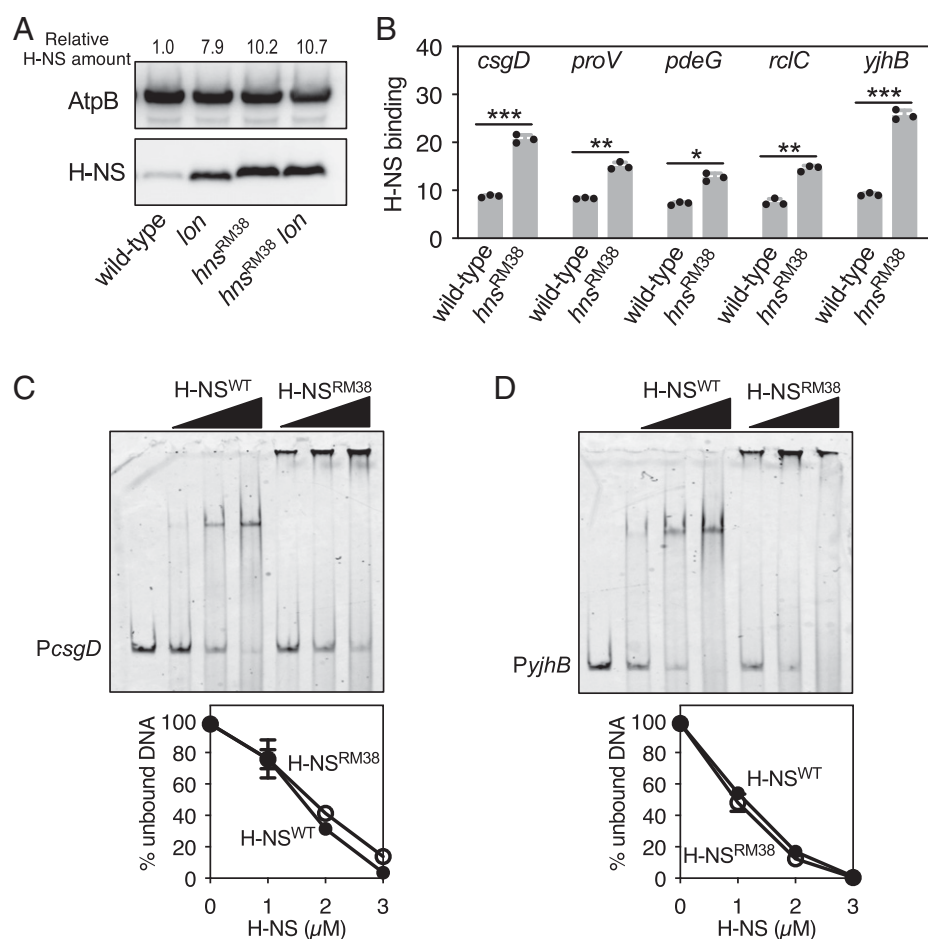 A
Relative
H-NS amount
1.0 7.9 10.2 10.7
AtpB
H-NS
wild-type
lon
hnsRM38
hnsRM38 lon
B
H-NS binding
40
30
20
10
0
csgD proV pdeG rclC yjhB
*** ** * ** ***
wild-type
hnsRM38
wild-type
hnsRM38
wild-type
hnsRM38
wild-type
hnsRM38
wild-type
hnsRM38
C
H-NSWT H-NSRM38
PcsgD
% unbound DNA
100
80
60
40
20
0
H-NSRM38
H-NSWT
0 1 2 3
H-NS (µM)
D
H-NSWT H-NSRM38
PyjhB
% unbound DNA
100
80
60
40
20
0
H-NSWT
H-NSRM38
0 1 2 3
H-NS (µM)